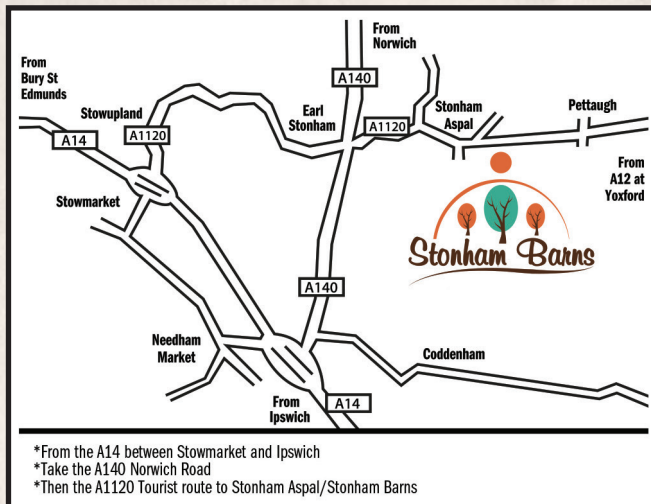 From
Norwich
From
Bury St
Edmunds
A140
Stowupland
Earl
Stonham
Stonham
Aspal
Pettaugh
A14
A1120
A1120
From
A12 at
Yoxford
Stowmarket
Stonham Barns
A140
Needham
Market
Coddenham
From
Ipswich
A14
*From the A14 between Stowmarket and Ipswich
*Take the A140 Norwich Road
*Then the A1120 Tourist route to Stonham Aspal/Stonham Barns